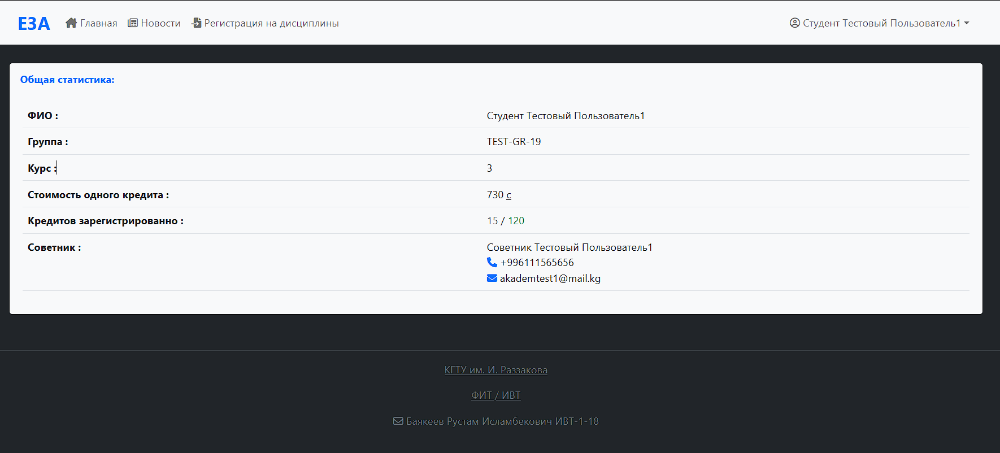 ЕЗА Главная Новости Регистрация на дисциплины Студент Тестовый Пользователь1
Общая статистика:
ФИО : Студент Тестовый Пользователь1
Группа : TEST-GR-19
Курс : 3
Стоимость одного кредита : 730 с
Кредитов зарегистрированно : 15 / 120
Советник : Советник Тестовый Пользователь1
+996111565656
akademtest1@mail.kg
КГТУ им. И. Раззакова
ФИТ / ИВТ
Баякеев Рустам Исламбекович ИВТ-1-18